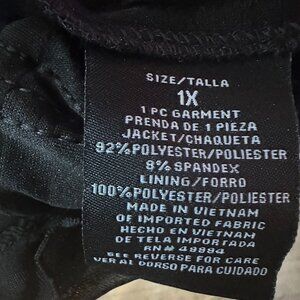 SIZE/TALLA
1X
1 PC GARMENT
PRENDA DE 1 PIEZA
JACKET/CHAQUETA
92% POLYESTER/POLIESTER
8% SPANDEX
LINING/FORRO
100% POLYESTER/POLIESTER
MADE IN VIETNAM
OF IMPORTED FABRIC
HECHO EN VIETNAM
DE TELA IMPORTADA
RN# 48984
SEE REVERSE FOR CARE
VER AL DORSO PARA CUIDADO